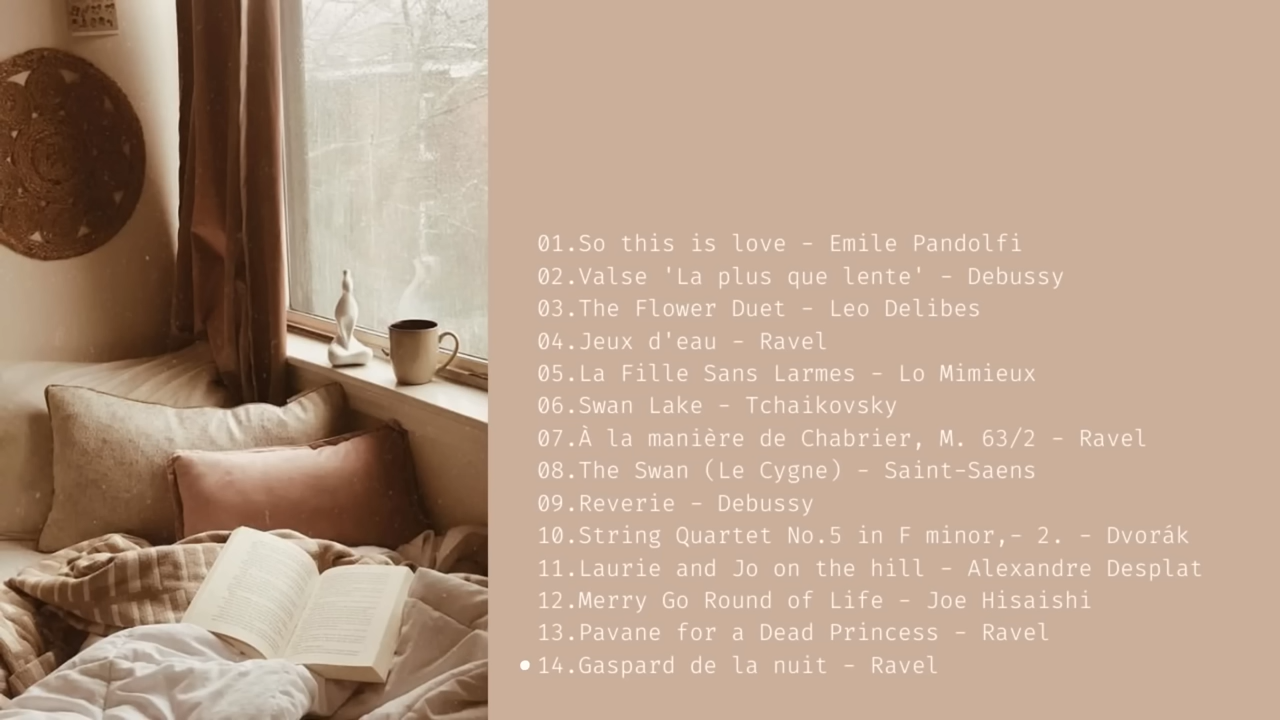 01.So this is love - Emile Pandolfi
02.Valse 'La plus que lente' - Debussy
03.The Flower Duet - Leo Delibes
04.Jeux d'eau - Ravel
05.La Fille Sans Larmes - Lo Mimieux
06.Swan Lake - Tchaikovsky
07.À la manière de Chabrier, M. 63/2 - Ravel
08.The Swan (Le Cygne) - Saint-Saens
09.Reverie - Debussy
10.String Quartet No.5 in F minor,- 2. - Dvorák
11.Laurie and Jo on the hill - Alexandre Desplat
12.Merry Go Round of Life - Joe Hisaishi
13.Pavane for a Dead Princess - Ravel
14.Gaspard de la nuit - Ravel